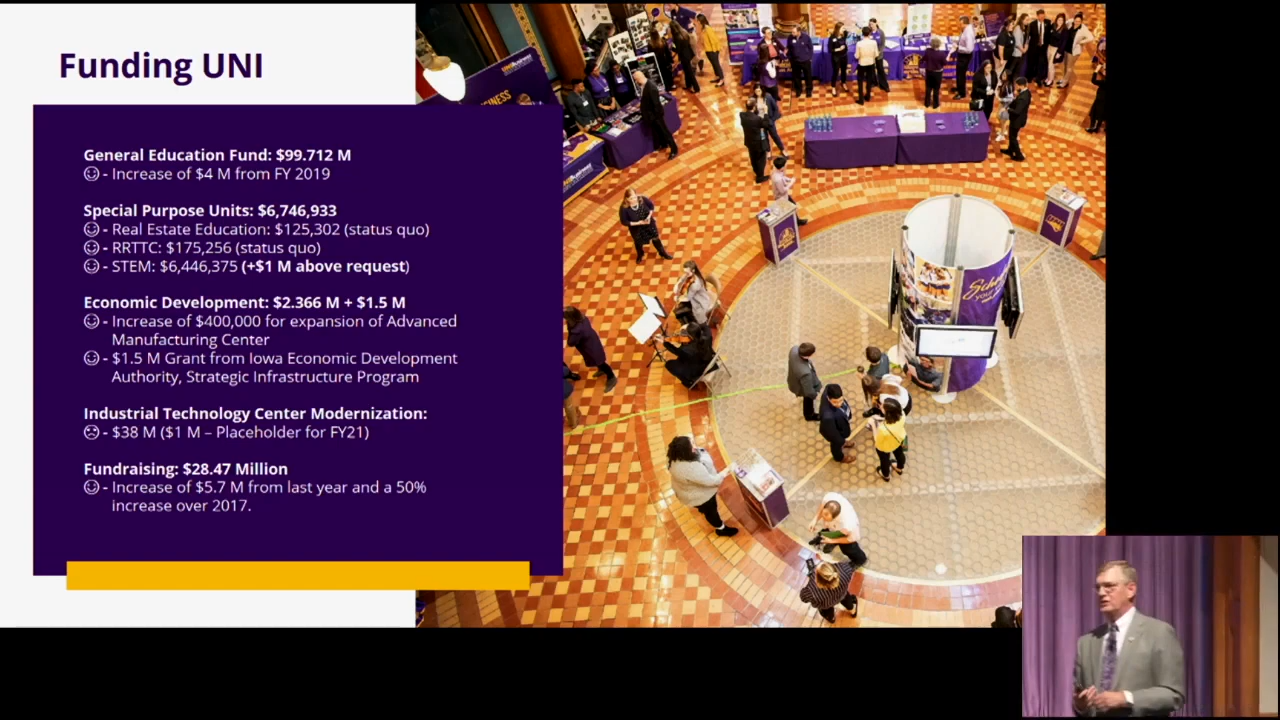 Funding UNI
General Education Fund: $99.712 M
☺ - Increase of $4 M from FY 2019
Special Purpose Units: $6,746,933
☺ - Real Estate Education: $125,302 (status quo)
☺ - RRTTC: $175,256 (status quo)
☺ - STEM: $6,446,375 (+$1 M above request)
Economic Development: $2.366 M + $1.5 M
☺ - Increase of $400,000 for expansion of Advanced
Manufacturing Center
☺ - $1.5 M Grant from Iowa Economic Development
Authority, Strategic Infrastructure Program
Industrial Technology Center Modernization:
☹ - $38 M ($1 M – Placeholder for FY21)
Fundraising: $28.47 Million
☺ - Increase of $5.7 M from last year and a 50%
increase over 2017.